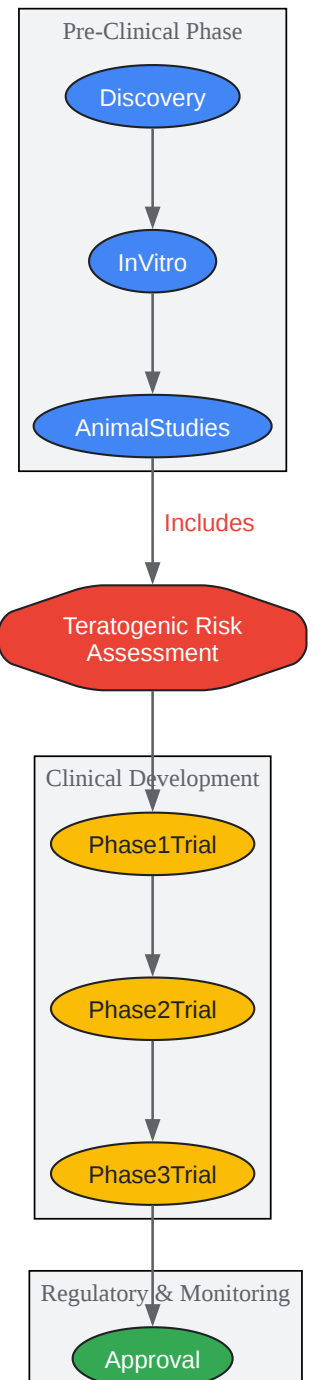 Pre-Clinical Phase
Discovery
InVitro
AnimalStudies
Includes
Teratogenic Risk
Assessment
Clinical Development
Phase1Trial
Phase2Trial
Phase3Trial
Regulatory & Monitoring
Approval